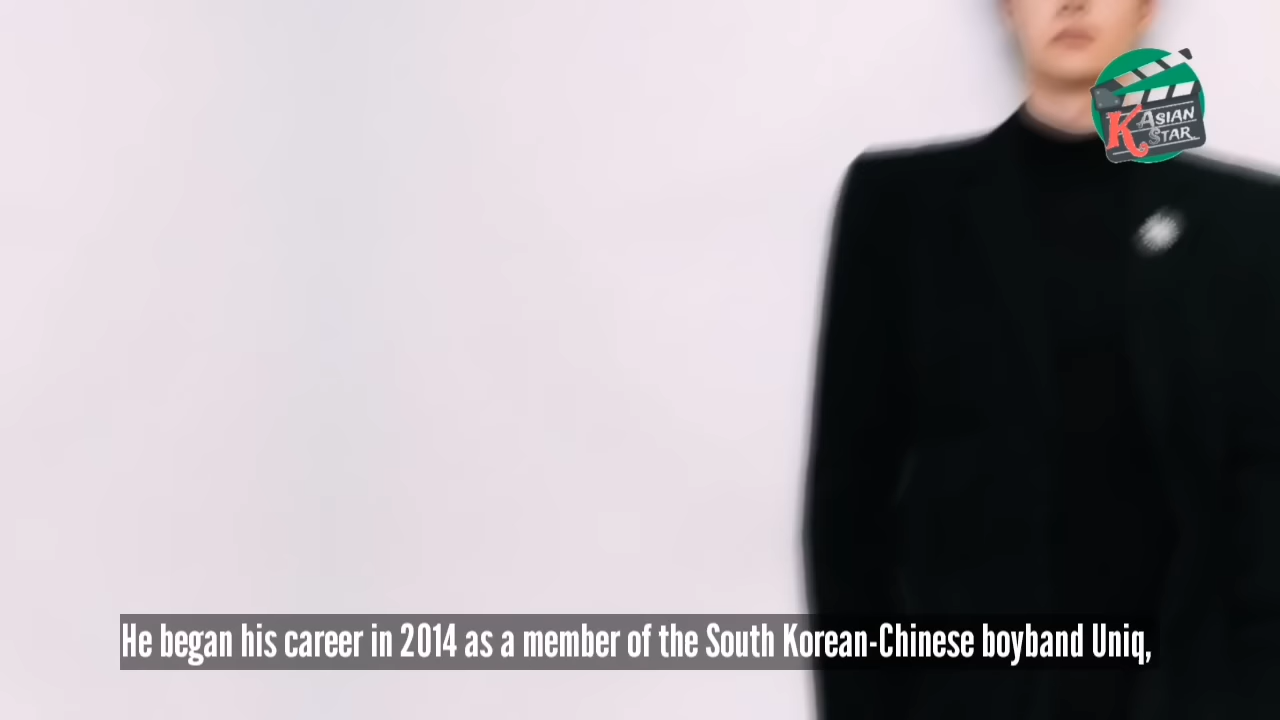 K ASIAN
STAR
He began his career in 2014 as a member of the South Korean-Chinese boyband Uniq,